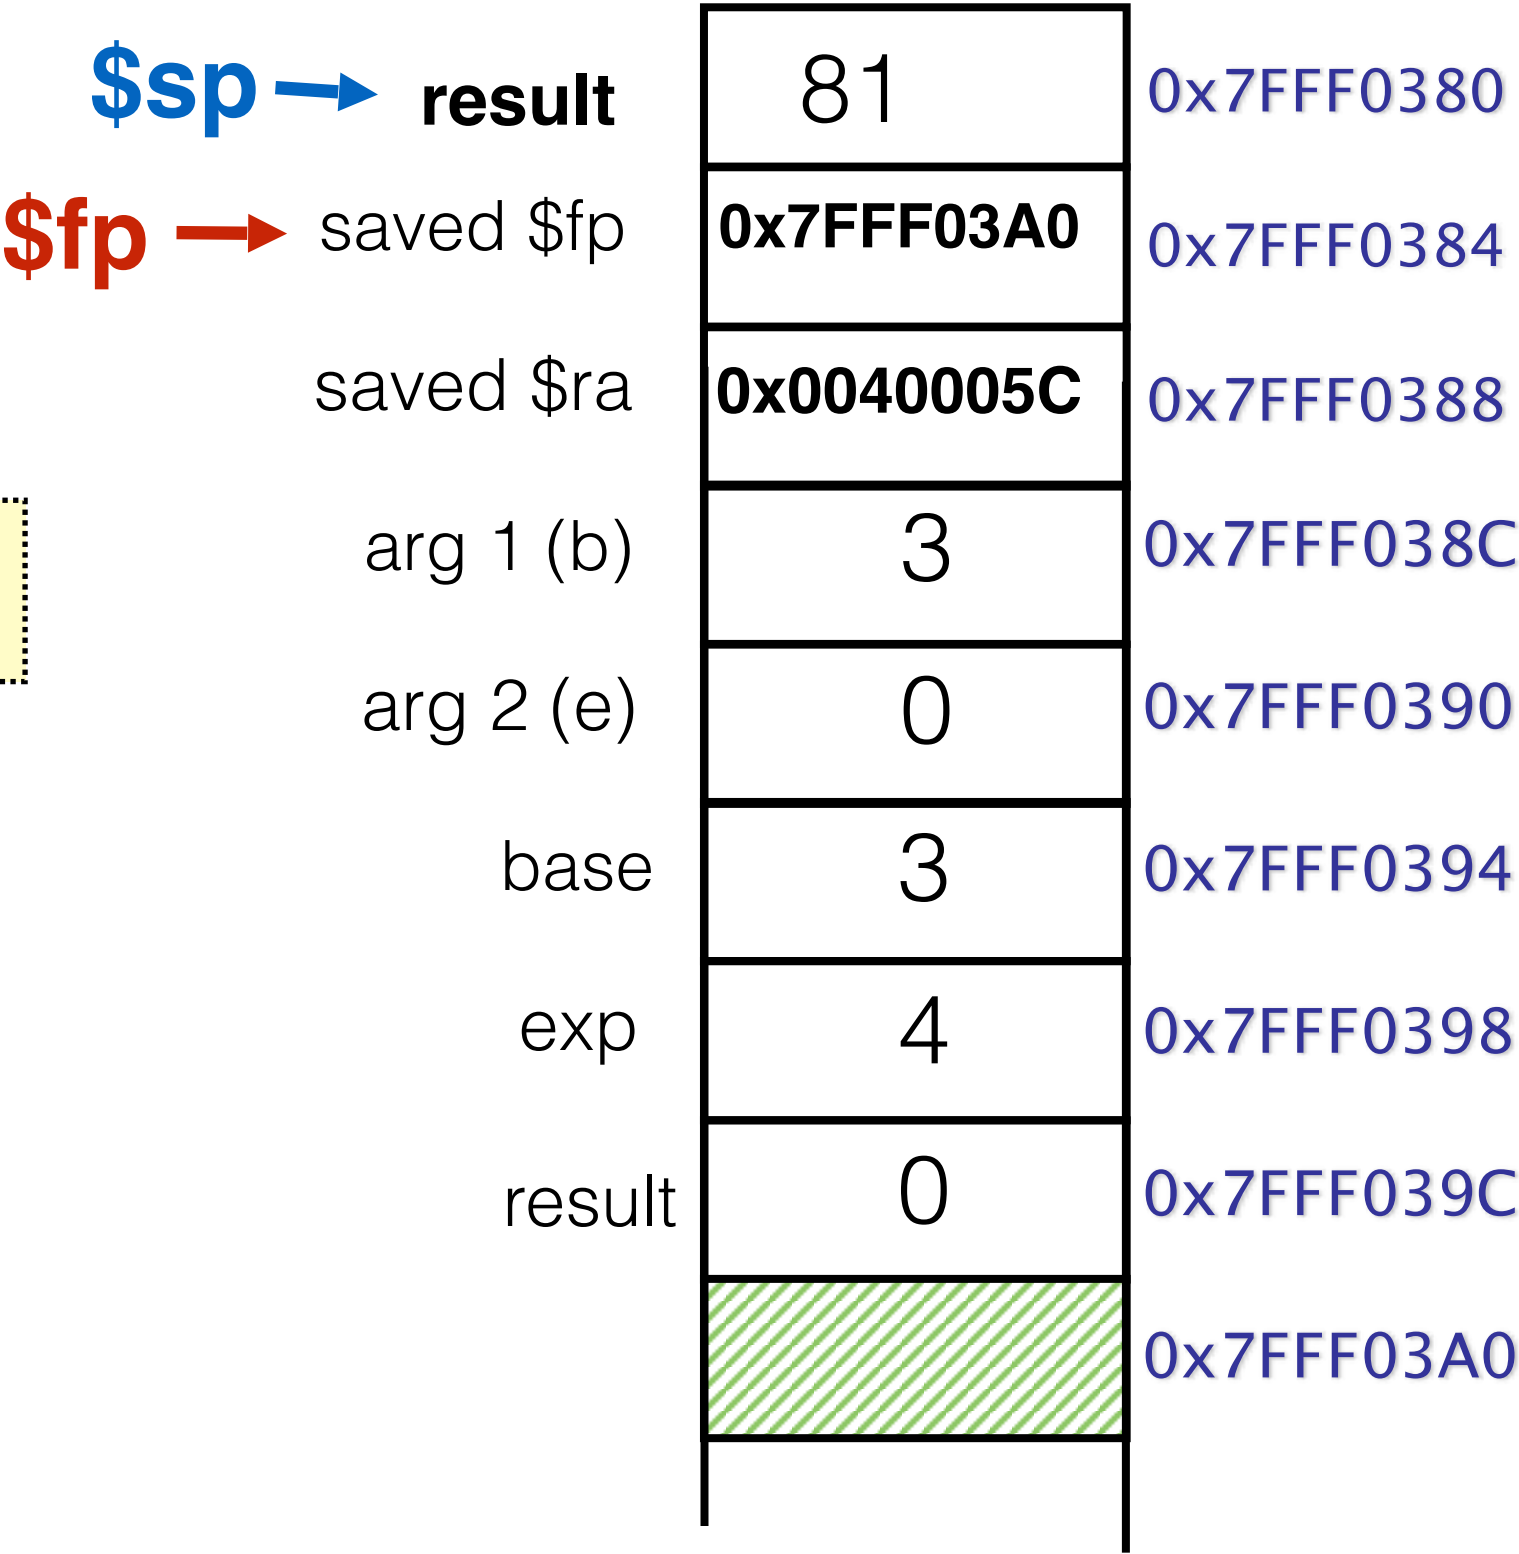 $sp result 81 0x7FFF0380
$fp saved $fp 0x7FFF03A0 0x7FFF0384
saved $ra 0x0040005C 0x7FFF0388
arg 1 (b) 3 0x7FFF038C
arg 2 (e) 0 0x7FFF0390
base 3 0x7FFF0394
exp 4 0x7FFF0398
result 0 0x7FFF039C
0x7FFF03A0